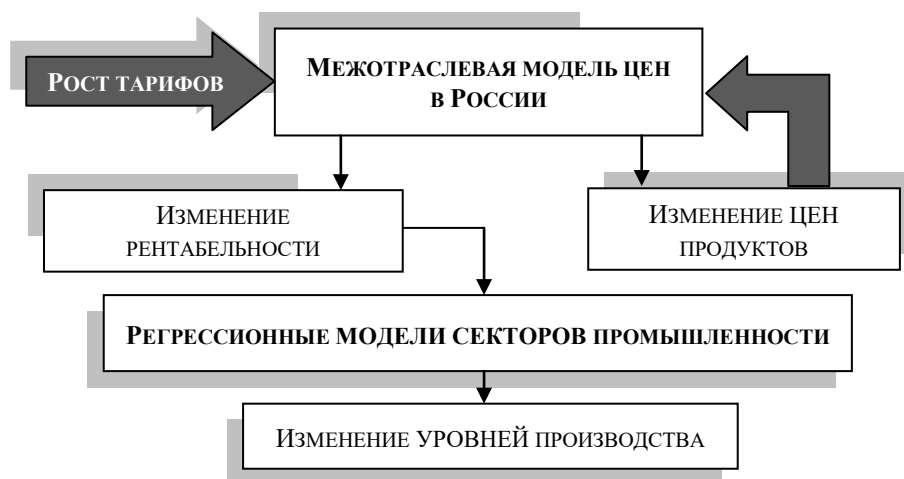 РОСТ ТАРИФОВ
МЕЖОТРАСЛЕВАЯ МОДЕЛЬ ЦЕН
В РОССИИ
ИЗМЕНЕНИЕ
РЕНТАБЕЛЬНОСТИ
ИЗМЕНЕНИЕ ЦЕН
ПРОДУКТОВ
РЕГРЕССИОННЫЕ МОДЕЛИ СЕКТОРОВ ПРОМЫШЛЕННОСТИ
ИЗМЕНЕНИЕ УРОВНЕЙ ПРОИЗВОДСТВА